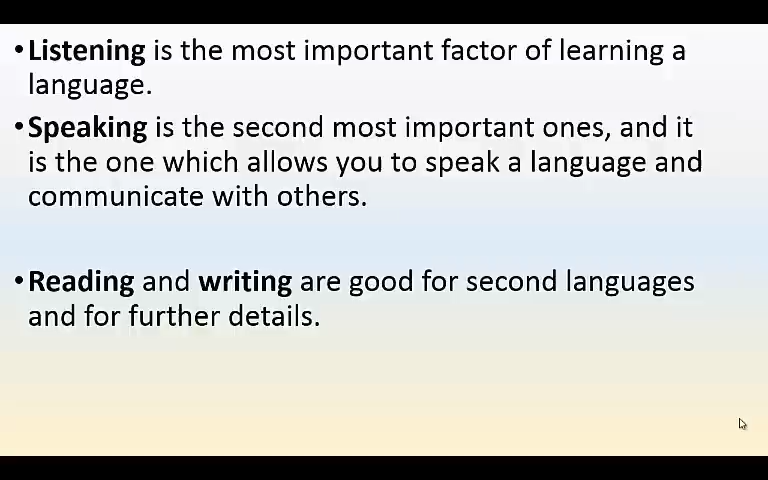 •Listening is the most important factor of learning a
language.
•Speaking is the second most important ones, and it
is the one which allows you to speak a language and
communicate with others.
•Reading and writing are good for second languages
and for further details.